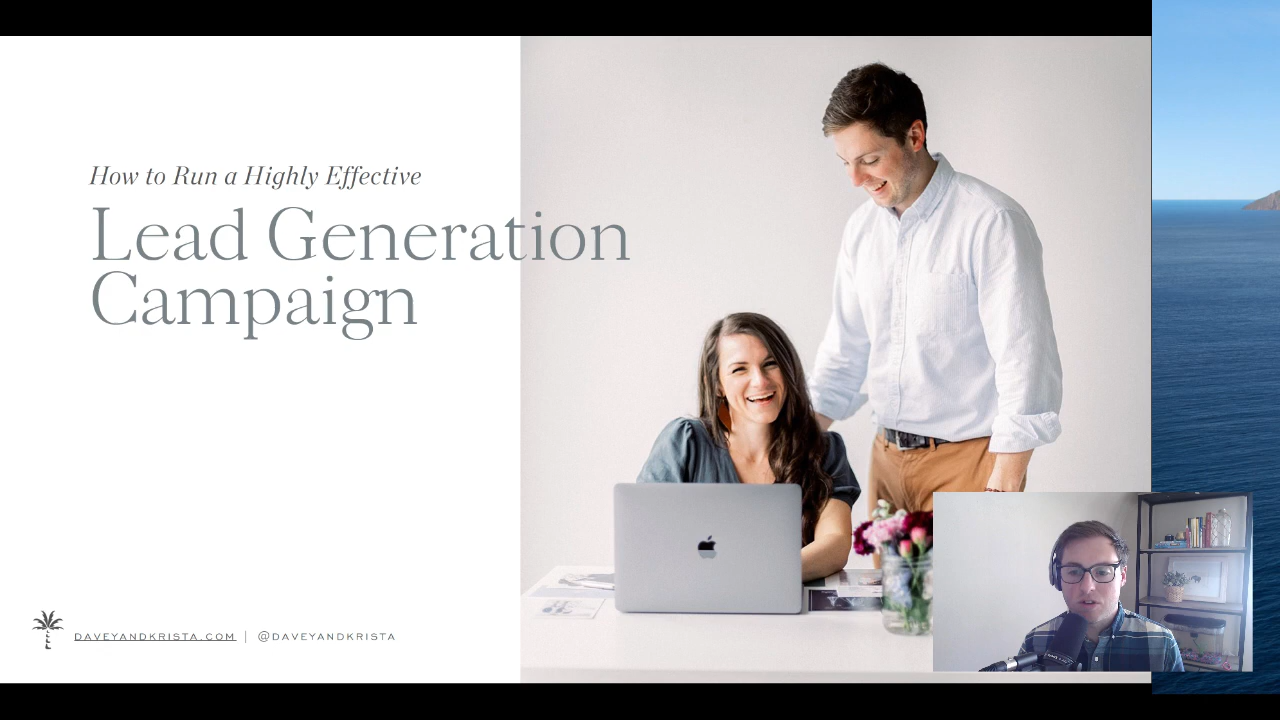 How to Run a Highly Effective
Lead Generation
Campaign
DAVEYANDKRISTA.COM | @DAVEYANDKRISTA